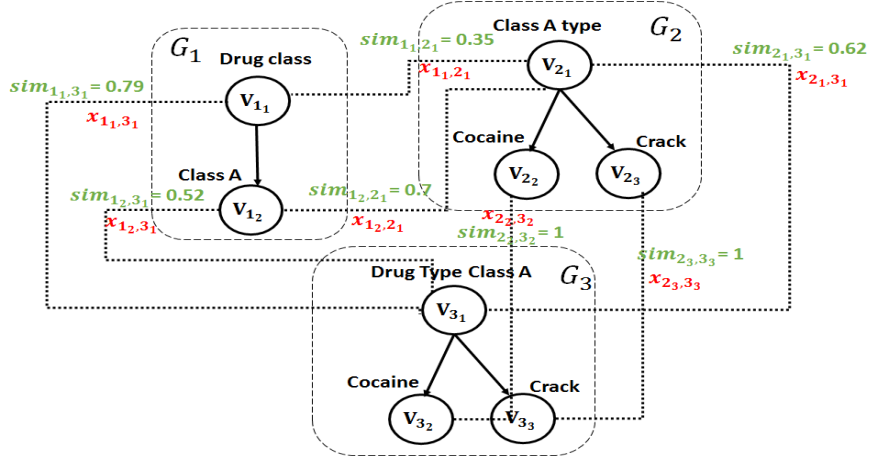 Class A type
G₁
Drug class
sim₁₁,₂₁ = 0.35
G₂
sim₂₁,₃₁ = 0.62
V₁₁
x₁₁,₂₁
V₂₁
x₂₁,₃₁
sim₁₁,₃₁ = 0.79
x₁₁,₃₁
Cocaine
Crack
Class A
V₂₂
V₂₃
sim₁₂,₃₁ = 0.52
V₁₂
sim₁₂,₂₁ = 0.7
x₁₂,₃₁
x₁₂,₂₁
x₂₂,₃₂
sim₂₂,₃₂ = 1
sim₂₃,₃₃ = 1
Drug Type Class A
G₃
x₂₃,₃₃
V₃₁
Cocaine
Crack
V₃₂
V₃₃